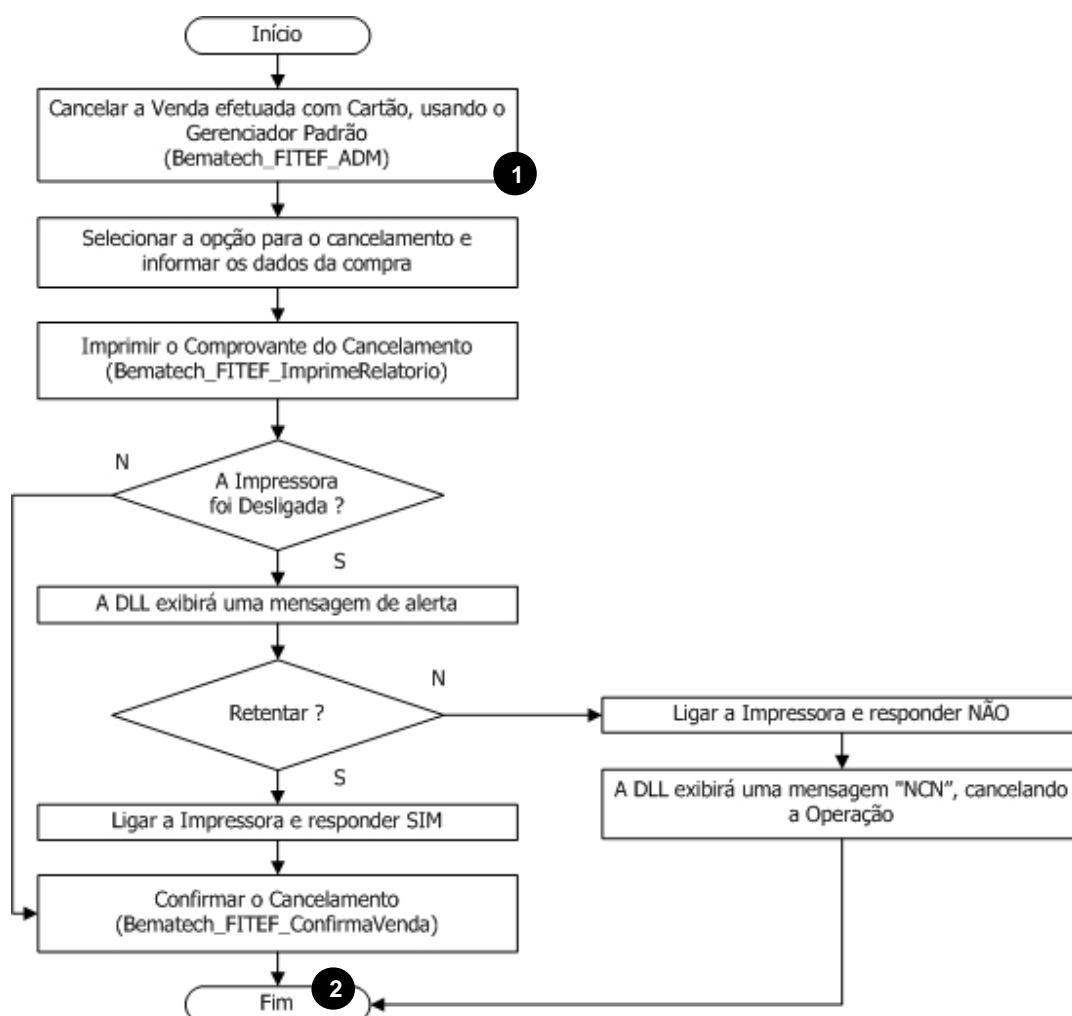 Início
Cancelar a Venda efetuada com Cartão, usando o
Gerenciador Padrão
(Bematech_FITEF_ADM)
1
Selecionar a opção para o cancelamento e
informar os dados da compra
Imprimir o Comprovante do Cancelamento
(Bematech_FITEF_ImprimeRelatorio)
N
A Impressora
foi Desligada ?
S
A DLL exibirá uma mensagem de alerta
N
Retentar ?
Ligar a Impressora e responder NÃO
S
A DLL exibirá uma mensagem "NCN”, cancelando
a Operação
Ligar a Impressora e responder SIM
Confirmar o Cancelamento
(Bematech_FITEF_ConfirmaVenda)
2
Fim